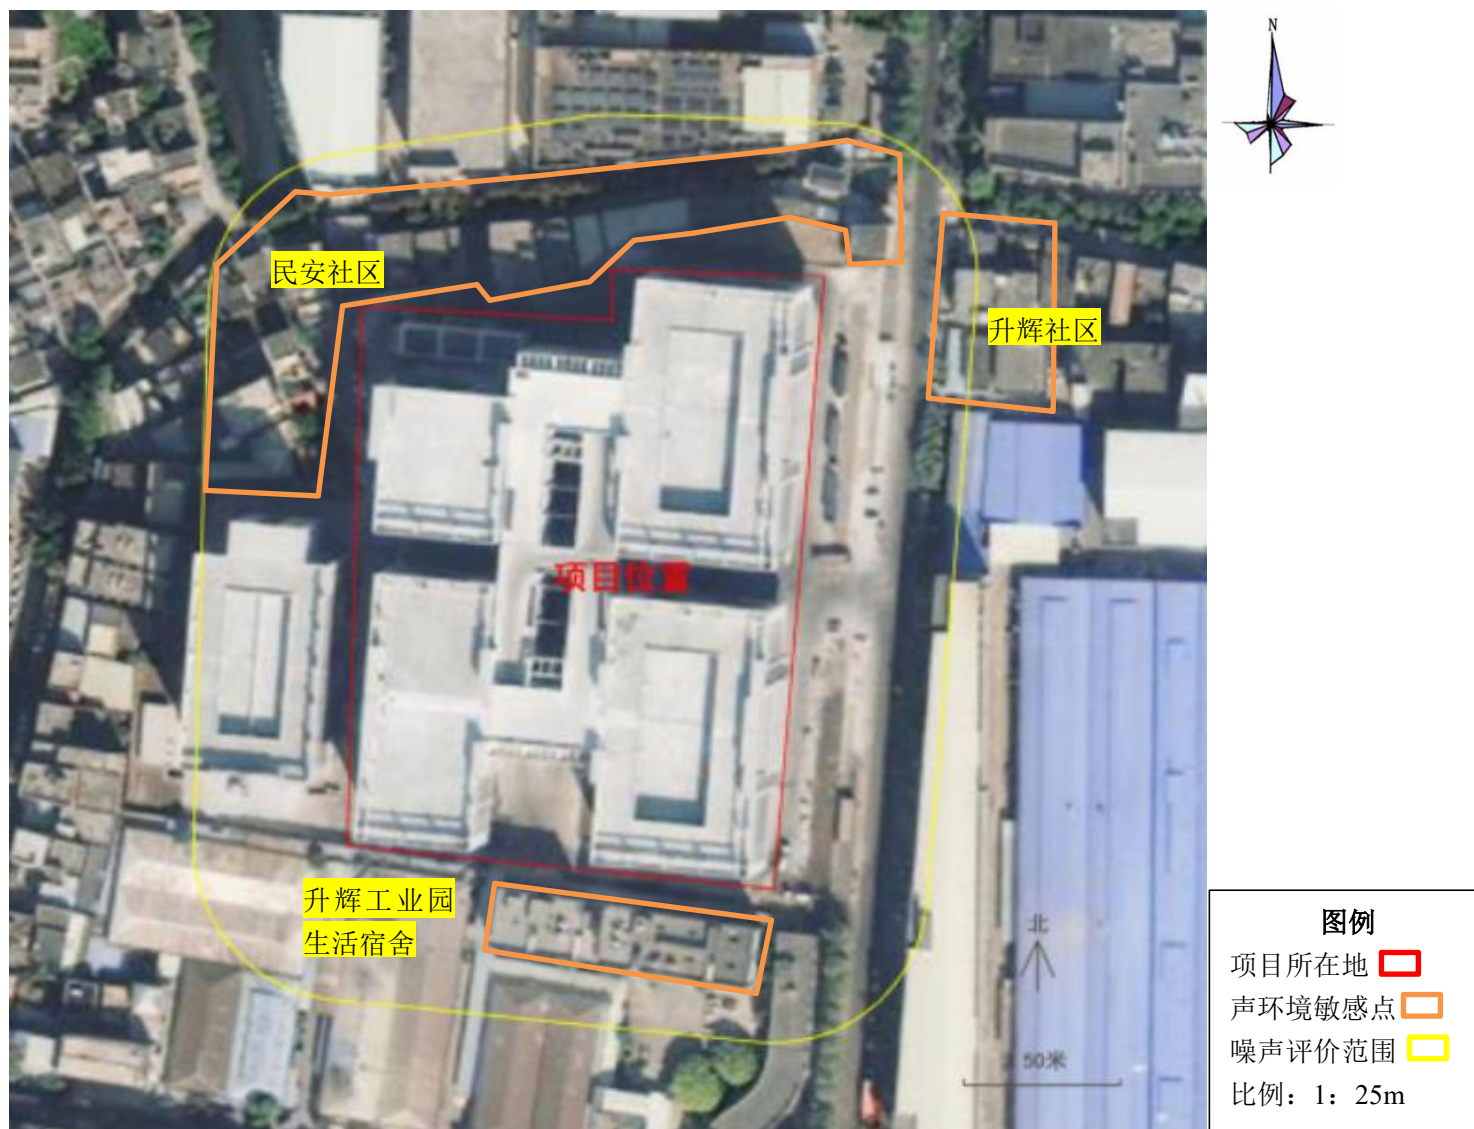 N
民安社区
升辉社区
项目位置
升辉工业园
生活宿舍
北
50米
图例
项目所在地
声环境敏感点
噪声评价范围
比例：1：25m